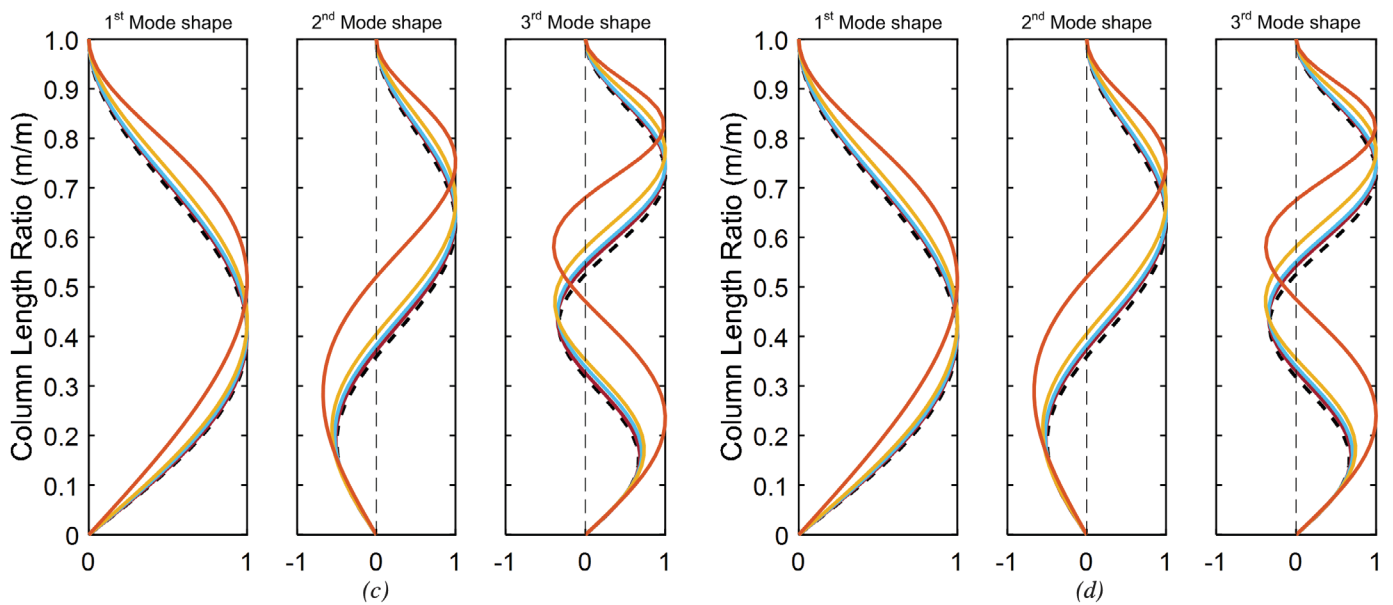 1st Mode shape 2nd Mode shape 3rd Mode shape 1st Mode shape 2nd Mode shape 3rd Mode shape
1.0 1.0
0.9 0.9
0.8 0.8
0.7 0.7
0.6 0.6
0.5 0.5
0.4 0.4
0.3 0.3
0.2 0.2
0.1 0.1
0 0
Column Length Ratio (m/m) Column Length Ratio (m/m)
0 1 -1 0 1 -1 0 1 0 1 -1 0 1 -1 0 1
(c) (d)